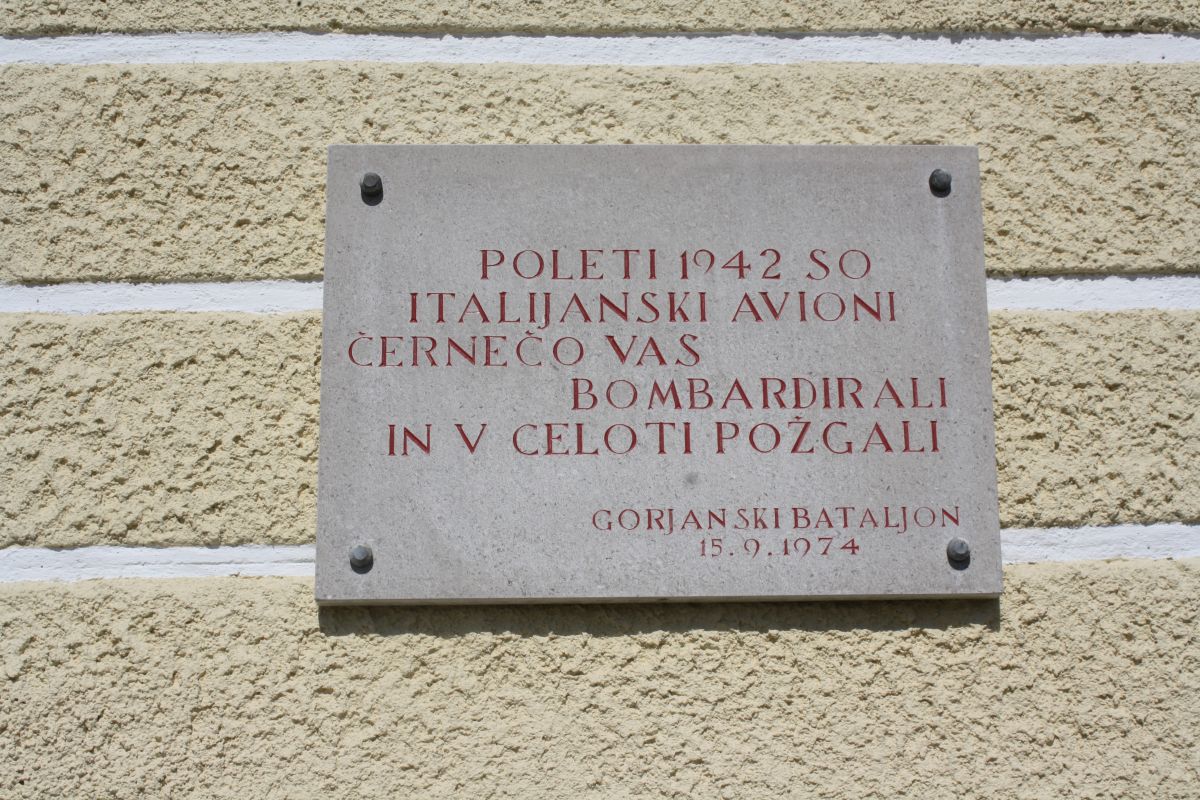 POLETI 1942 SO
ITALIJANSKI AVIONI
ČERNEČO VAS
BOMBARDIRALI
IN V CELOTI POŽGALI
GORJANSKI BATALJON
15.9.1974